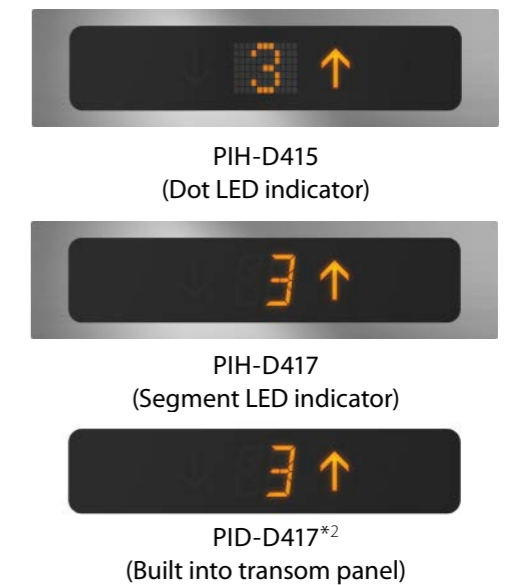 3 ↑
PIH-D415
(Dot LED indicator)
3 ↑
PIH-D417
(Segment LED indicator)
3 ↑
PID-D417*2
(Built into transom panel)